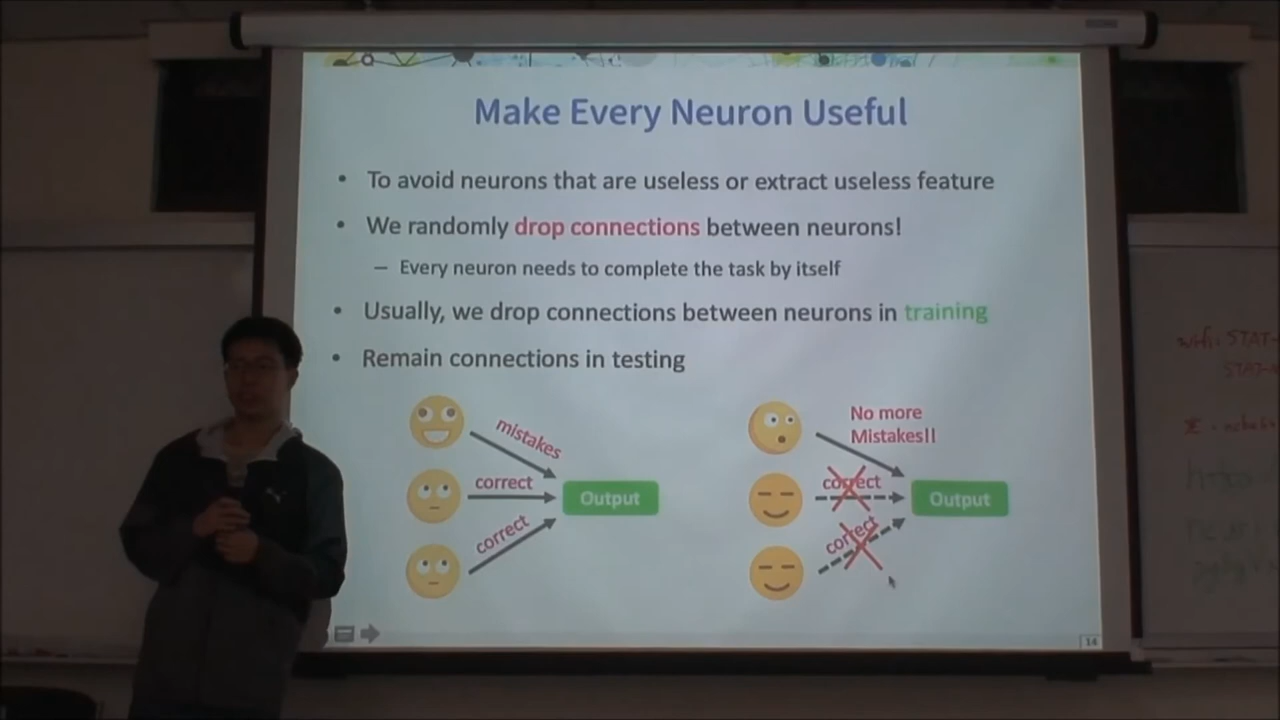 Make Every Neuron Useful
• To avoid neurons that are useless or extract useless feature
• We randomly drop connections between neurons!
– Every neuron needs to complete the task by itself
• Usually, we drop connections between neurons in training
• Remain connections in testing
mistakes
correct
correct
Output
No more
Mistakes!!
correct
correct
Output
14
STAT-
STAT-